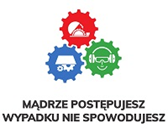 MĄDRZE POSTĘPUJESZ
WYPADKU NIE SPOWODUJESZ